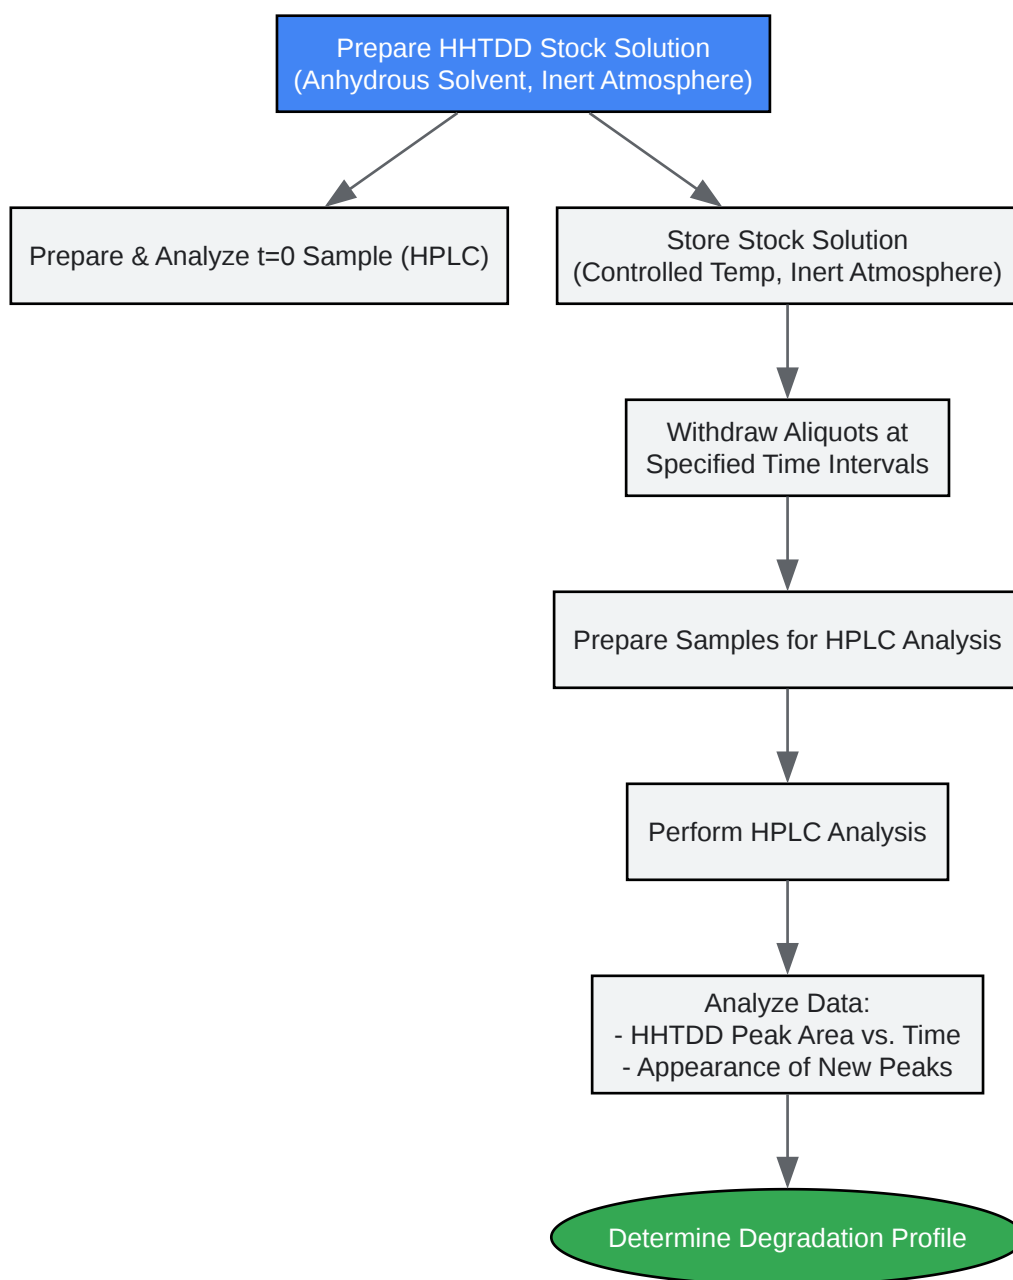 Prepare HHTDD Stock Solution
(Anhydrous Solvent, Inert Atmosphere)
Prepare & Analyze t=0 Sample (HPLC)
Store Stock Solution
(Controlled Temp, Inert Atmosphere)
Withdraw Aliquots at
Specified Time Intervals
Prepare Samples for HPLC Analysis
Perform HPLC Analysis
Analyze Data:
- HHTDD Peak Area vs. Time
- Appearance of New Peaks
Determine Degradation Profile